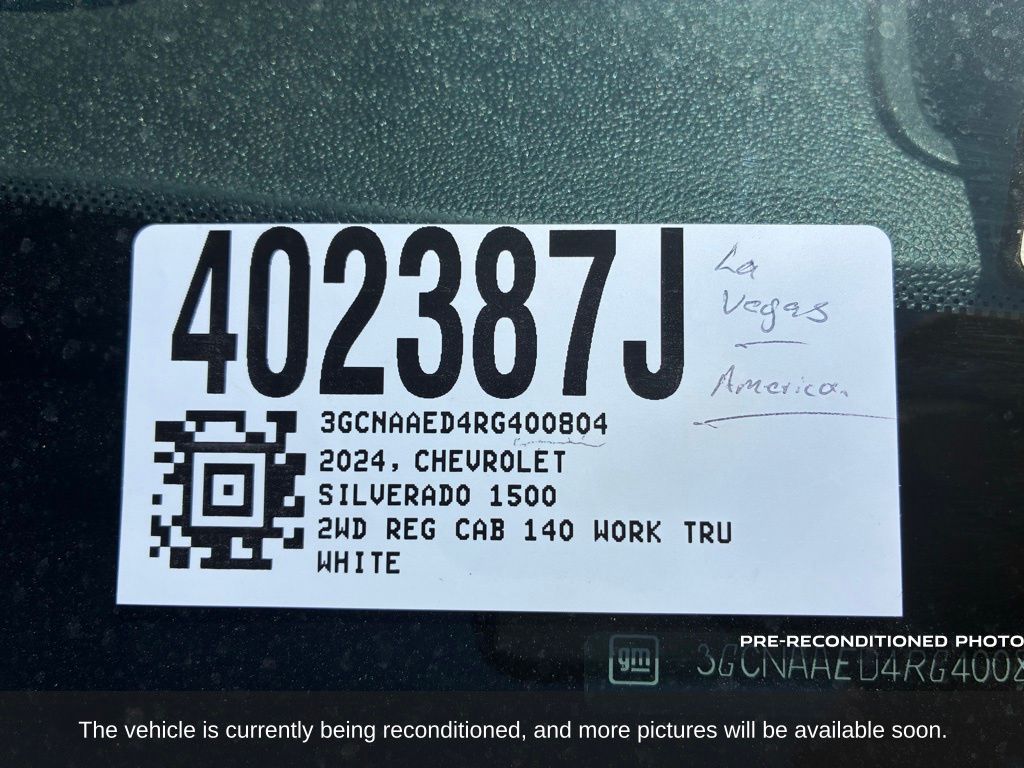 402387J
La
Vegas
America.
3GCNAAED4RG400804
2024, CHEVROLET
SILVERADO 1500
2WD REG CAB 140 WORK TRU
WHITE
PRE-RECONDITIONED PHOTO
gm 3GCNAAED4RG4008
The vehicle is currently being reconditioned, and more pictures will be available soon.